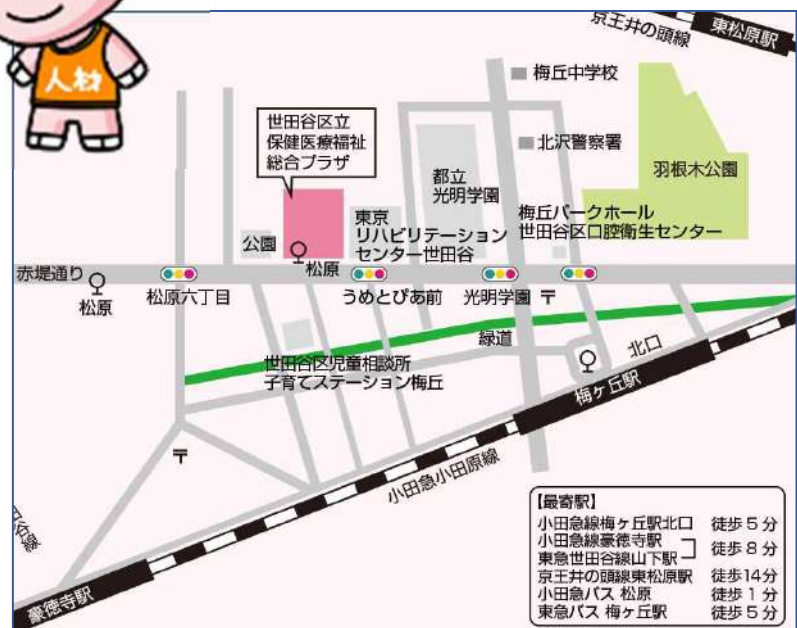 人材
京王井の頭線
東松原駅
梅丘中学校
世田谷区立
保健医療福祉
総合プラザ
北沢警察署
都立
光明学園
羽根木公園
東京
リハビリテーション
センター世田谷
梅丘パークホール
世田谷区口腔衛生センター
公園
松原
赤堤通り
松原
松原六丁目
うめとぴあ前
光明学園
〒
緑道
世田谷区児童相談所
子育てステーション梅丘
北口
梅ヶ丘駅
〒
小田急小田原線
田谷線
豪徳寺駅
【最寄駅】
小田急線梅ヶ丘駅北口 徒歩5分
小田急線豪徳寺駅
東急世田谷線山下駅 徒歩8分
京王井の頭線東松原駅 徒歩14分
小田急バス 松原 徒歩1分
東急バス 梅ヶ丘駅 徒歩5分